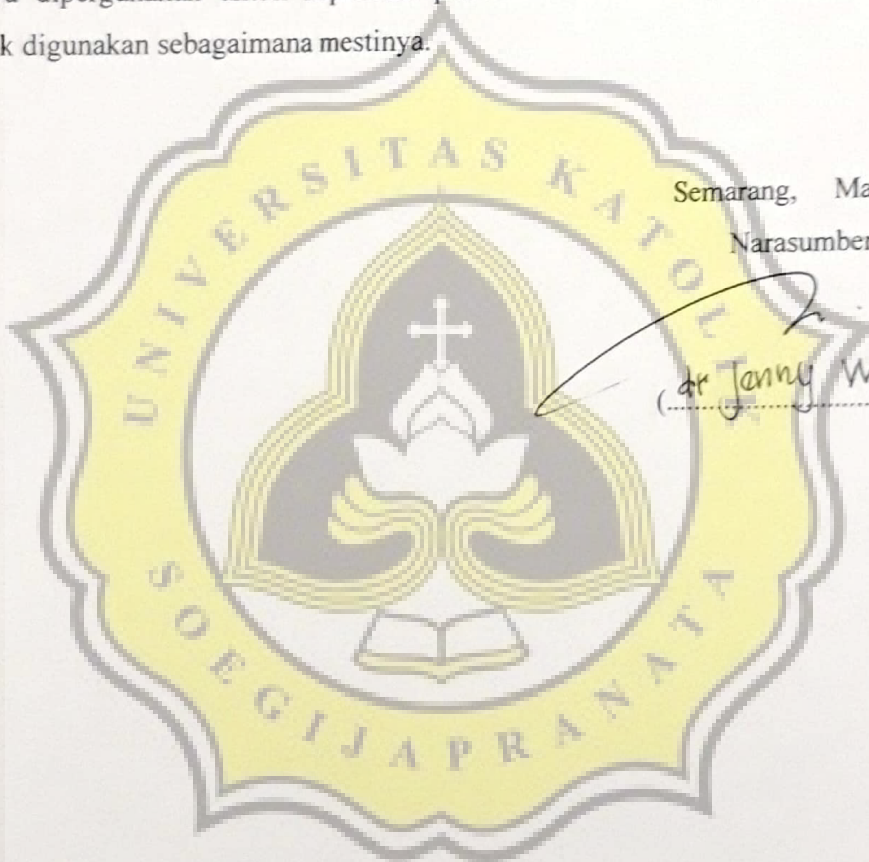 k digunakan sebagaimana mestinya.
Semarang, Ma
Narasumber
(dr Jenny W
UNIVERSITAS KATOLIK
SOEGIJAPRANATA